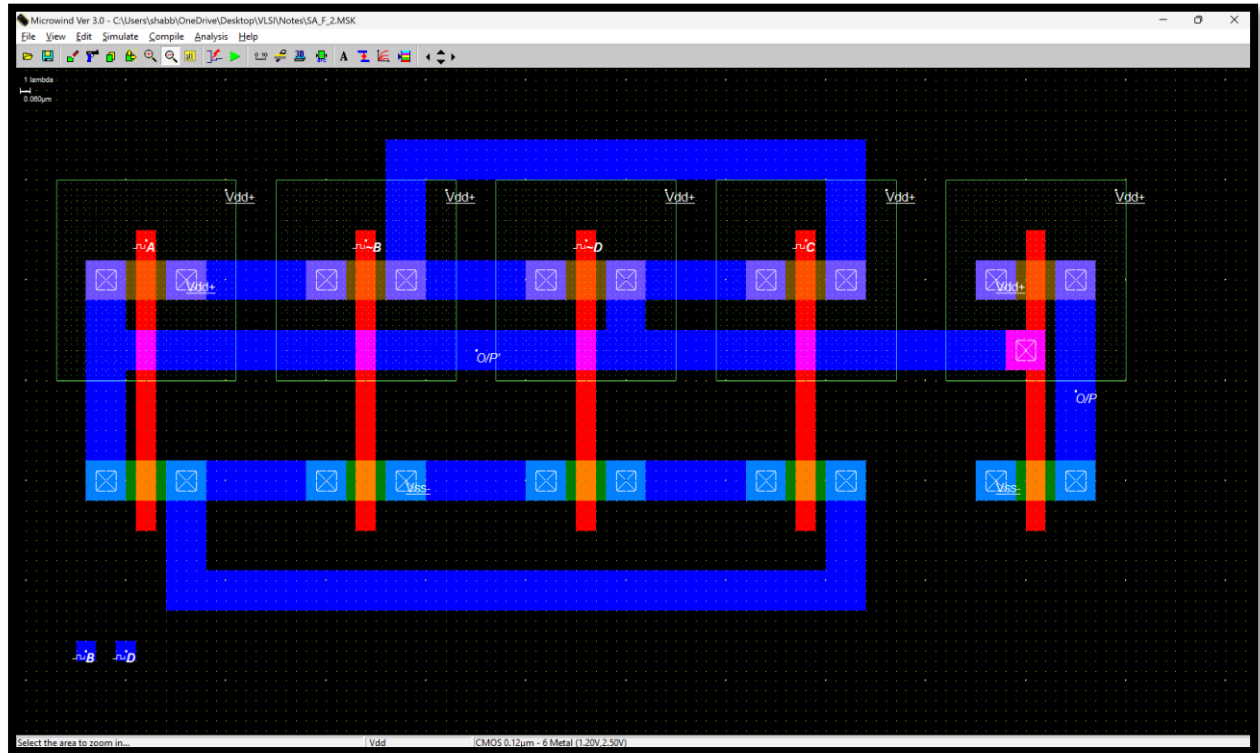 Microwind Ver 3.0 - C:\Users\shabb\OneDrive\Desktop\VLSI\Notes\SA_F_2.MSK
File View Edit Simulate Compile Analysis Help
1 lambda
0.060µm
Vdd+ Vdd+ Vdd+ Vdd+ Vdd+
A ~B ~D C
Vdd+ Vdd+
O/P'
O/P
Vss- Vss-
B D
Select the area to zoom in... Vdd CMOS 0.12µm - 6 Metal (1.20V,2.50V)